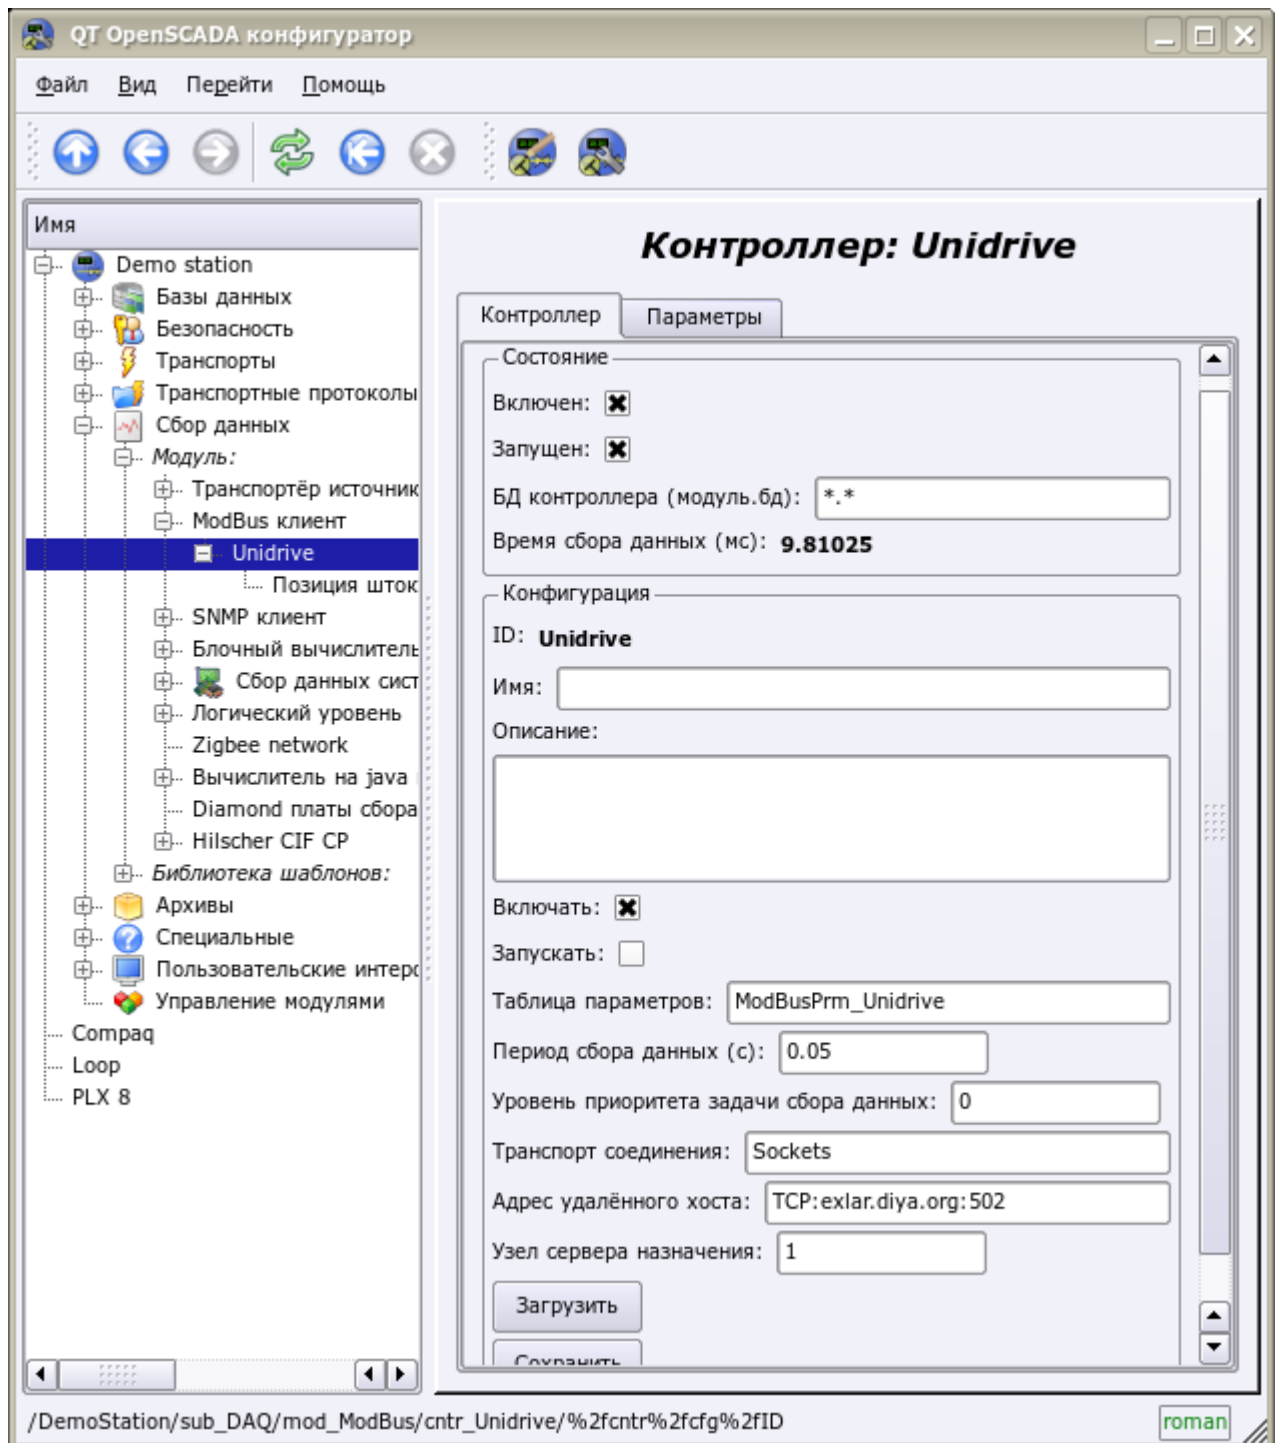 QT OpenSCADA конфигуратор
Файл Вид Перейти Помощь
Имя
Demo station
Базы данных
Безопасность
Транспорты
Транспортные протоколы
Сбор данных
Модуль:
Транспортёр источник
ModBus клиент
Unidrive
Позиция шток
SNMP клиент
Блочный вычислитель
Сбор данных сист
Логический уровень
Zigbee network
Вычислитель на java
Diamond платы сбора
Hilscher CIF CP
Библиотека шаблонов:
Архивы
Специальные
Пользовательские интерф
Управление модулями
Compaq
Loop
PLX 8
Контроллер: Unidrive
Контроллер Параметры
Состояние
Включен:
Запущен:
БД контроллера (модуль.бд): *.*
Время сбора данных (мс): 9.81025
Конфигурация
ID: Unidrive
Имя:
Описание:
Включать:
Запускать:
Таблица параметров: ModBusPrm_Unidrive
Период сбора данных (с): 0.05
Уровень приоритета задачи сбора данных: 0
Транспорт соединения: Sockets
Адрес удалённого хоста: TCP:exlar.diya.org:502
Узел сервера назначения: 1
Загрузить
Сохранить
/DemoStation/sub_DAQ/mod_ModBus/cntr_Unidrive/%2fcntr%2fcfg%2fID roman